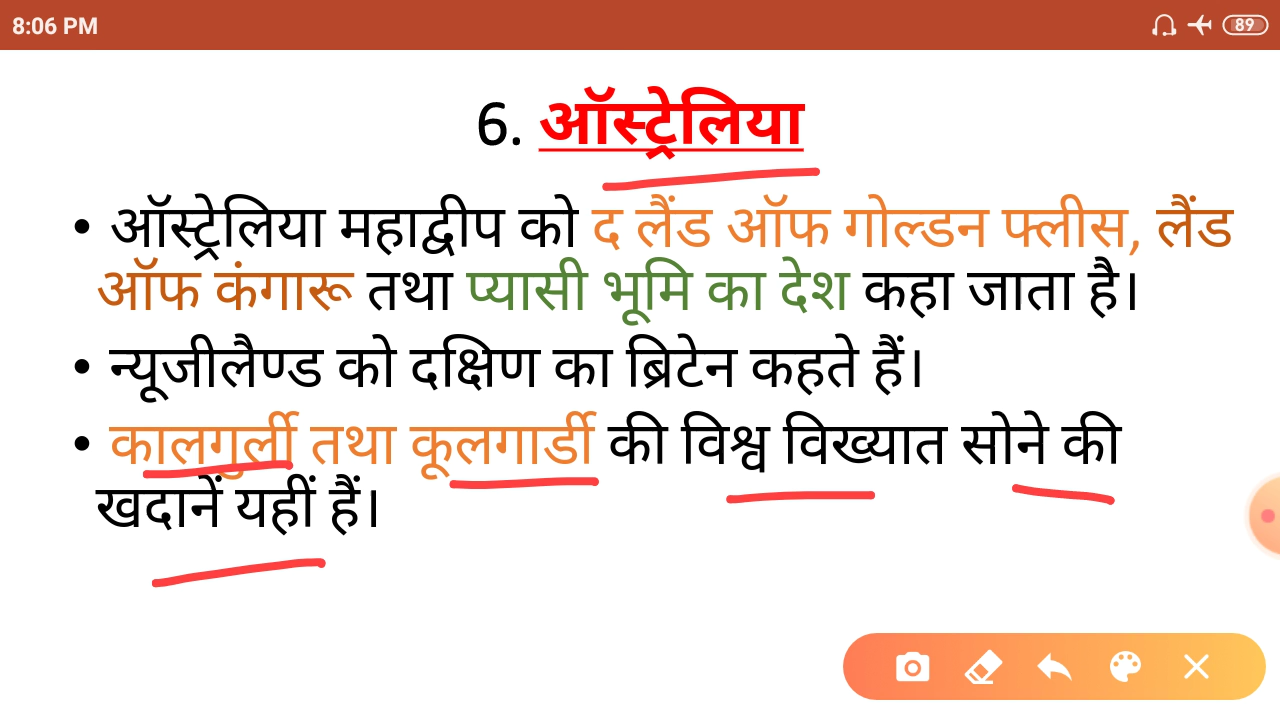 8:06 PM
89
6. ऑस्ट्रेलिया
• ऑस्ट्रेलिया महाद्वीप को द लैंड ऑफ गोल्डन फ्लीस, लैंड
ऑफ कंगारू तथा प्यासी भूमि का देश कहा जाता है।
• न्यूजीलैण्ड को दक्षिण का ब्रिटेन कहते हैं।
• कालगुर्ली तथा कूलगार्डी की विश्व विख्यात सोने की
खदानें यहीं हैं।